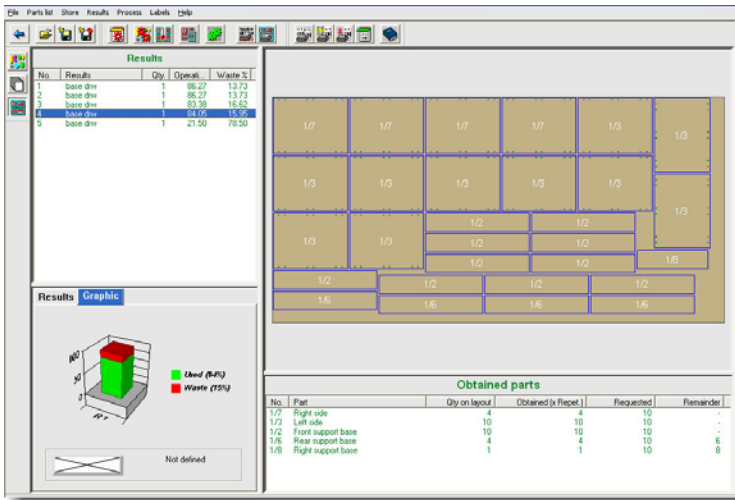 File Parts list Store Results Process Labels Help
Results
No. Results Qty. Operati... Waste %
1 base drw 1 86.27 13.73
2 base drw 1 86.27 13.73
3 base drw 1 83.38 16.62
4 base drw 1 84.05 15.95
5 base drw 1 21.50 78.50
1/7 1/7 1/7 1/7 1/3 1/3
1/3 1/3 1/3 1/3 1/3
1/3
1/2 1/2
1/3 1/3 1/2 1/2
1/2 1/2 1/8
1/2 1/2 1/2 1/2
1/6 1/6 1/6 1/6
Results Graphic
100
50
0
R1
Used (84%)
Waste (15%)
Not defined
Obtained parts
No. Part Qty on layout Obtained (x Repet.) Requested Remainder
1/7 Right side 4 4 10 -
1/3 Left side 10 10 10 -
1/2 Front support base 10 10 10 -
1/6 Rear support base 4 4 10 6
1/8 Right support base 1 1 10 8